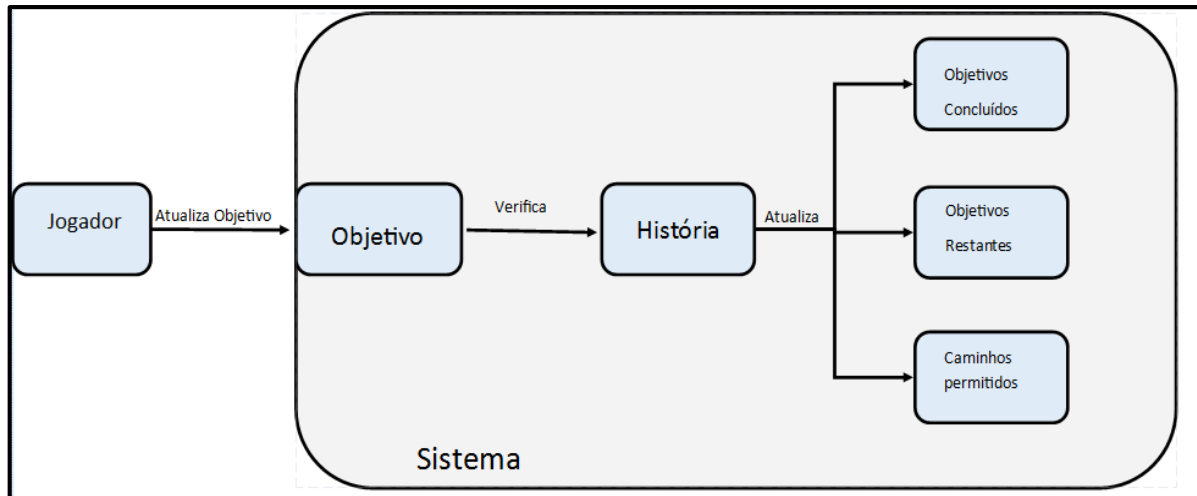 Jogador
Atualiza Objetivo
Objetivo
Verifica
História
Atualiza
Objetivos
Concluídos
Objetivos
Restantes
Caminhos
permitidos
Sistema